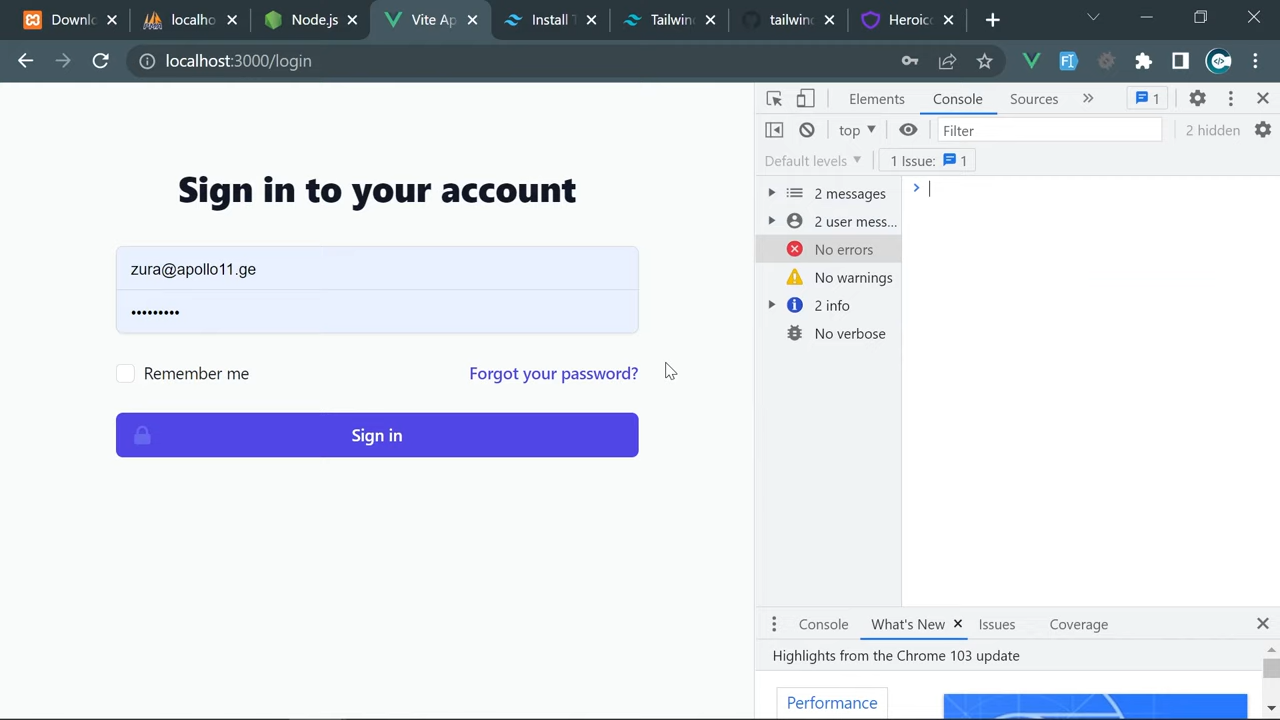 Downlo
localho
Node.js
Vite Ap
Install T
Tailwind
tailwind
Heroico
localhost:3000/login
Elements
Console
Sources
1
top
Filter
2 hidden
Default levels
1 Issue:
1
2 messages
2 user mess...
No errors
No warnings
2 info
No verbose
Sign in to your account
zura@apollo11.ge
•••••••••
Remember me
Forgot your password?
Sign in
Console
What's New
Issues
Coverage
Highlights from the Chrome 103 update
Performance